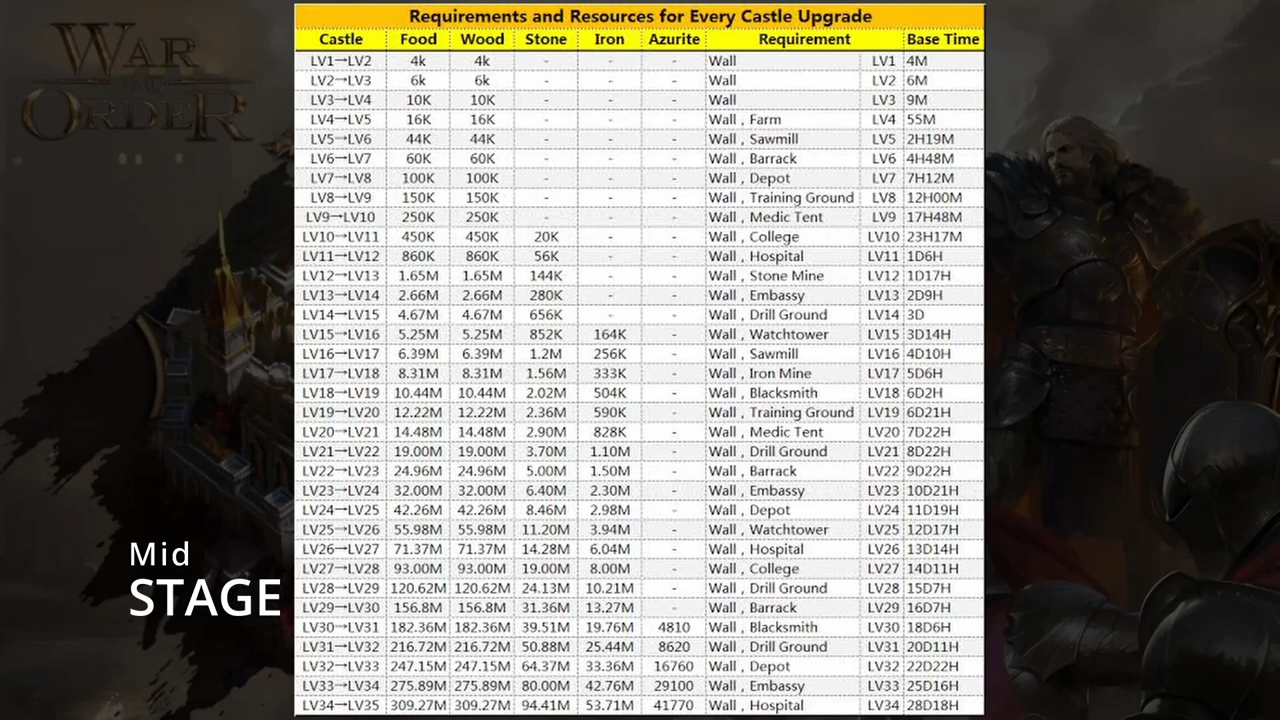 WAR
AND
ORDER
Requirements and Resources for Every Castle Upgrade
Castle Food Wood Stone Iron Azurite Requirement Base Time
LV1→LV2 4k 4k - - - Wall LV1 4M
LV2→LV3 6k 6k - - - Wall LV2 6M
LV3→LV4 10K 10K - - - Wall LV3 9M
LV4→LV5 16K 16K - - - Wall , Farm LV4 55M
LV5→LV6 44K 44K - - - Wall , Sawmill LV5 2H19M
LV6→LV7 60K 60K - - - Wall , Barrack LV6 4H48M
LV7→LV8 100K 100K - - - Wall , Depot LV7 7H12M
LV8→LV9 150K 150K - - - Wall , Training Ground LV8 12H00M
LV9→LV10 250K 250K - - - Wall , Medic Tent LV9 17H48M
LV10→LV11 450K 450K 20K - - Wall , College LV10 23H17M
LV11→LV12 860K 860K 56K - - Wall , Hospital LV11 1D6H
LV12→LV13 1.65M 1.65M 144K - - Wall , Stone Mine LV12 1D17H
LV13→LV14 2.66M 2.66M 280K - - Wall , Embassy LV13 2D9H
LV14→LV15 4.67M 4.67M 656K - - Wall , Drill Ground LV14 3D
LV15→LV16 5.25M 5.25M 852K 164K - Wall , Watchtower LV15 3D14H
LV16→LV17 6.39M 6.39M 1.2M 256K - Wall , Sawmill LV16 4D10H
LV17→LV18 8.31M 8.31M 1.56M 333K - Wall , Iron Mine LV17 5D6H
LV18→LV19 10.44M 10.44M 2.02M 504K - Wall , Blacksmith LV18 6D2H
LV19→LV20 12.22M 12.22M 2.36M 590K - Wall , Training Ground LV19 6D21H
LV20→LV21 14.48M 14.48M 2.90M 828K - Wall , Medic Tent LV20 7D22H
LV21→LV22 19.00M 19.00M 3.70M 1.10M - Wall , Drill Ground LV21 8D22H
LV22→LV23 24.96M 24.96M 5.00M 1.50M - Wall , Barrack LV22 9D22H
LV23→LV24 32.00M 32.00M 6.40M 2.30M - Wall , Embassy LV23 10D21H
LV24→LV25 42.26M 42.26M 8.46M 2.98M - Wall , Depot LV24 11D19H
LV25→LV26 55.98M 55.98M 11.20M 3.94M - Wall , Watchtower LV25 12D17H
LV26→LV27 71.37M 71.37M 14.28M 6.04M - Wall , Hospital LV26 13D14H
LV27→LV28 93.00M 93.00M 19.00M 8.00M - Wall , College LV27 14D11H
LV28→LV29 120.62M 120.62M 24.13M 10.21M - Wall , Drill Ground LV28 15D7H
LV29→LV30 156.8M 156.8M 31.36M 13.27M - Wall , Barrack LV29 16D7H
LV30→LV31 182.36M 182.36M 39.51M 19.76M 4810 Wall , Blacksmith LV30 18D6H
LV31→LV32 216.72M 216.72M 50.88M 25.44M 8620 Wall , Drill Ground LV31 20D11H
LV32→LV33 247.15M 247.15M 64.37M 33.36M 16760 Wall , Depot LV32 22D22H
LV33→LV34 275.89M 275.89M 80.00M 42.76M 29100 Wall , Embassy LV33 25D16H
LV34→LV35 309.27M 309.27M 94.41M 53.71M 41770 Wall , Hospital LV34 28D18H
Mid
STAGE